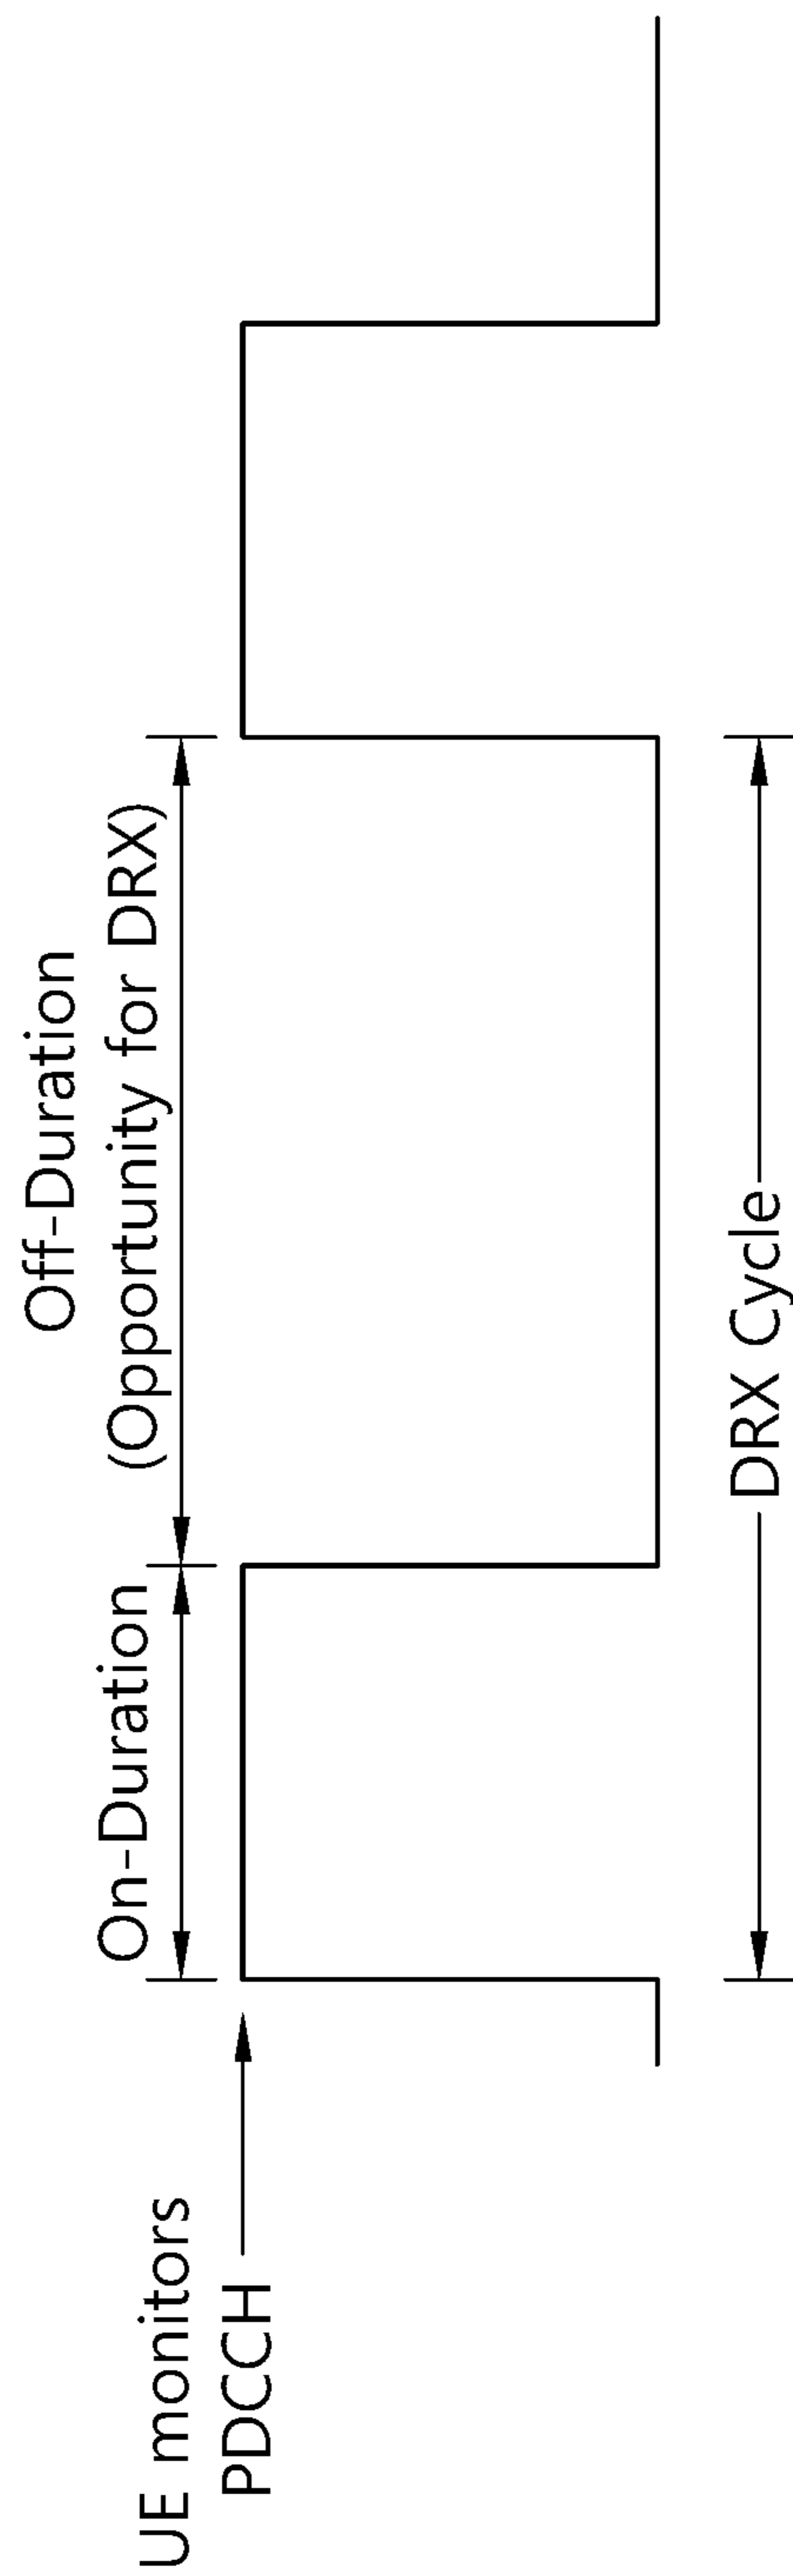 UE monitors
PDCCH
On-Duration
Off-Duration
(Opportunity for DRX)
DRX Cycle